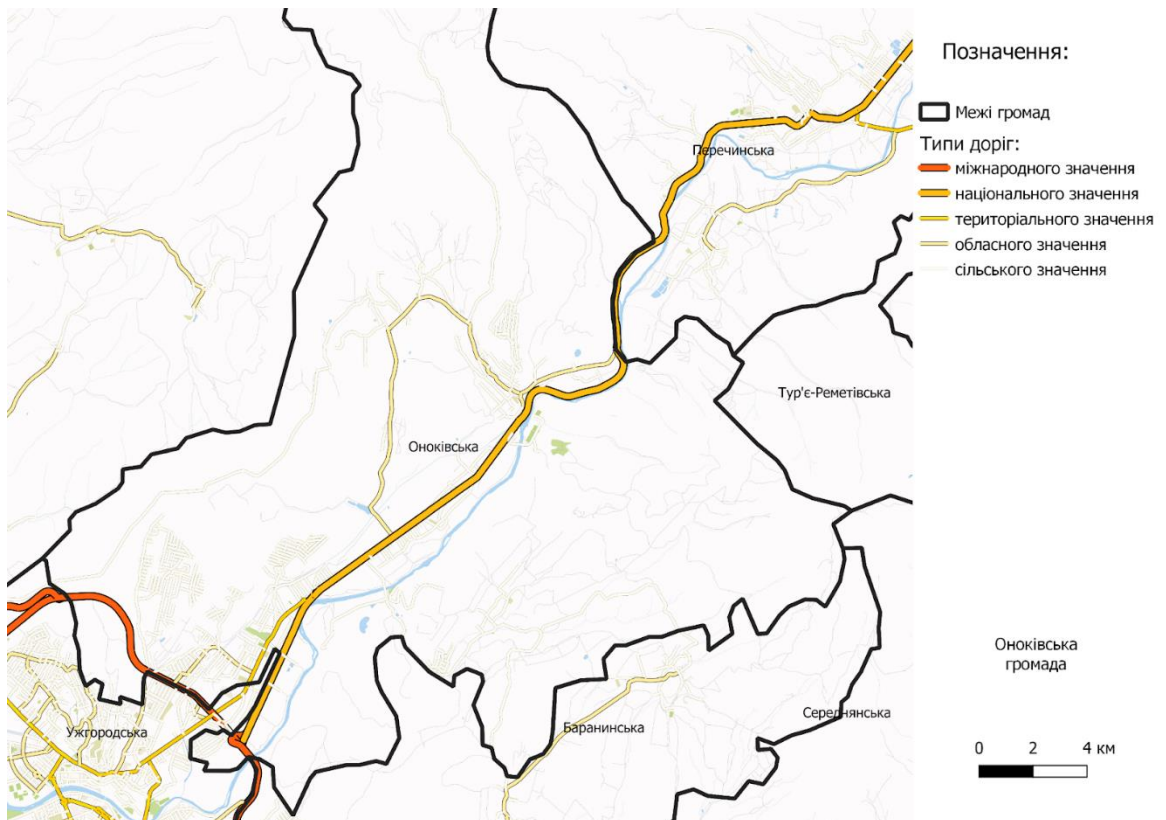 Позначення:
Межі громад
Типи доріг:
міжнародного значення
національного значення
територіального значення
обласного значення
сільського значення
Перечинська
Тур'є-Реметівська
Оноківська
Ужгородська
Баранинська
Середнянська
Оноківська
громада
0 2 4 км